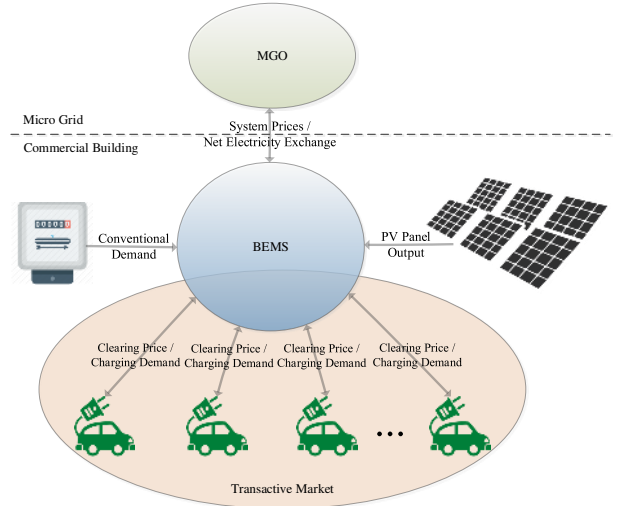 MGO
Micro Grid
System Prices /
Net Electricity Exchange
Commercial Building
Conventional
Demand
BEMS
PV Panel
Output
Clearing Price /
Charging Demand
Clearing Price /
Charging Demand
Clearing Price /
Charging Demand
Clearing Price /
Charging Demand
...
Transactive Market